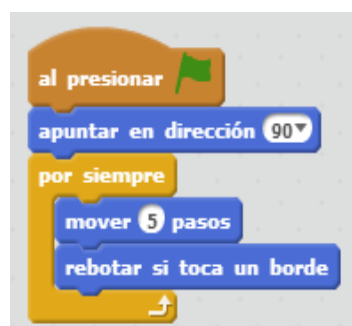 al presionar
apuntar en dirección 90
por siempre
mover 5 pasos
rebotar si toca un borde